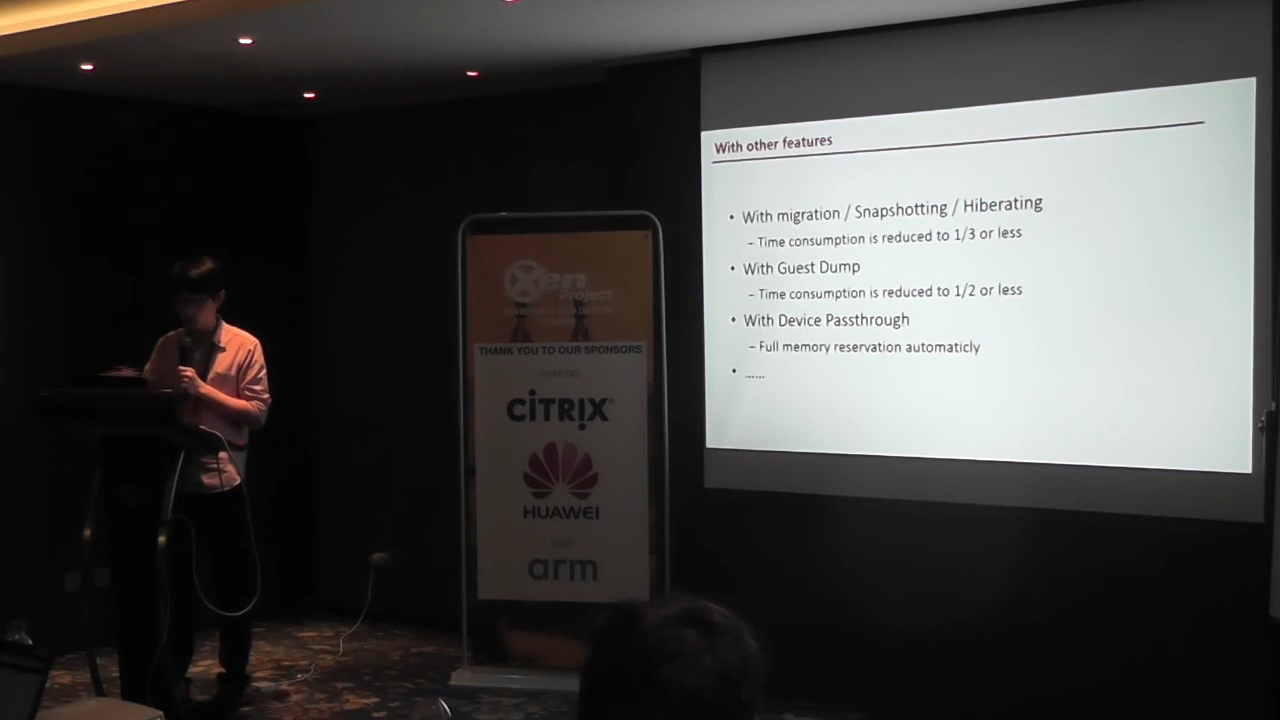 With other features
• With migration / Snapshotting / Hiberating
– Time consumption is reduced to 1/3 or less
• With Guest Dump
– Time consumption is reduced to 1/2 or less
• With Device Passthrough
– Full memory reservation automaticly
• ......
Xen
Project
THANK YOU TO OUR SPONSORS
CITRIX®
HUAWEI
arm